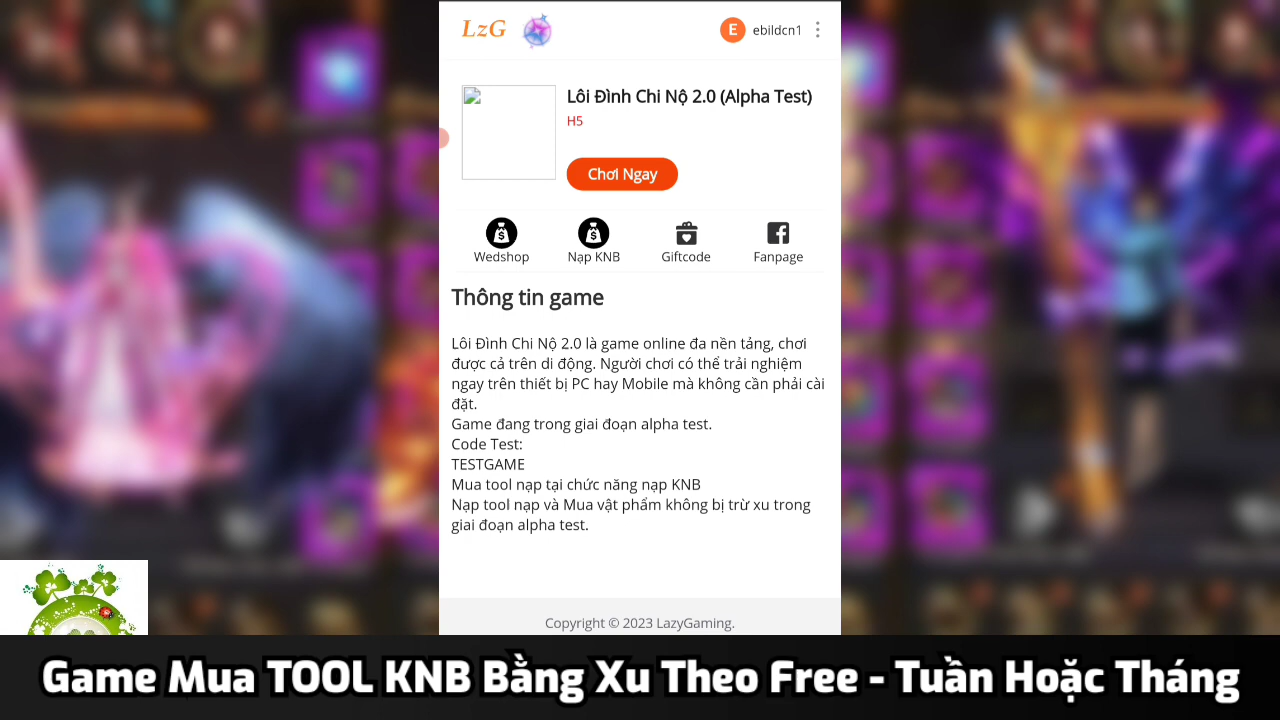 LzG
E ebildcn1
Lôi Đình Chi Nộ 2.0 (Alpha Test)
H5
Chơi Ngay
Wedshop Nạp KNB Giftcode Fanpage
Thông tin game
Lôi Đình Chi Nộ 2.0 là game online đa nền tảng, chơi
được cả trên di động. Người chơi có thể trải nghiệm
ngay trên thiết bị PC hay Mobile mà không cần phải cài
đặt.
Game đang trong giai đoạn alpha test.
Code Test:
TESTGAME
Mua tool nạp tại chức năng nạp KNB
Nạp tool nạp và Mua vật phẩm không bị trừ xu trong
giai đoạn alpha test.
Copyright © 2023 LazyGaming.
Game Mua TOOL KNB Bằng Xu Theo Free - Tuần Hoặc Tháng